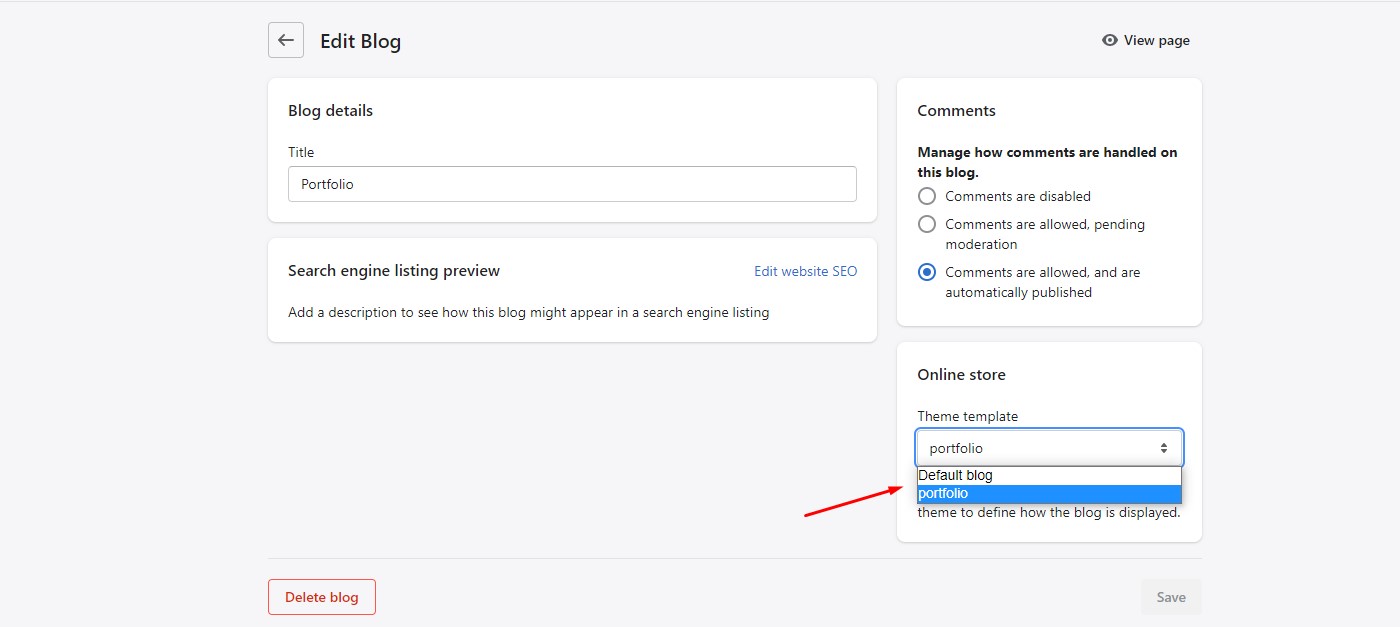 Edit Blog
View page
Blog details
Title
Portfolio
Search engine listing preview
Edit website SEO
Add a description to see how this blog might appear in a search engine listing
Comments
Manage how comments are handled on
this blog.
Comments are disabled
Comments are allowed, pending
moderation
Comments are allowed, and are
automatically published
Online store
Theme template
portfolio
Default blog
portfolio
theme to define how the blog is displayed.
Delete blog
Save